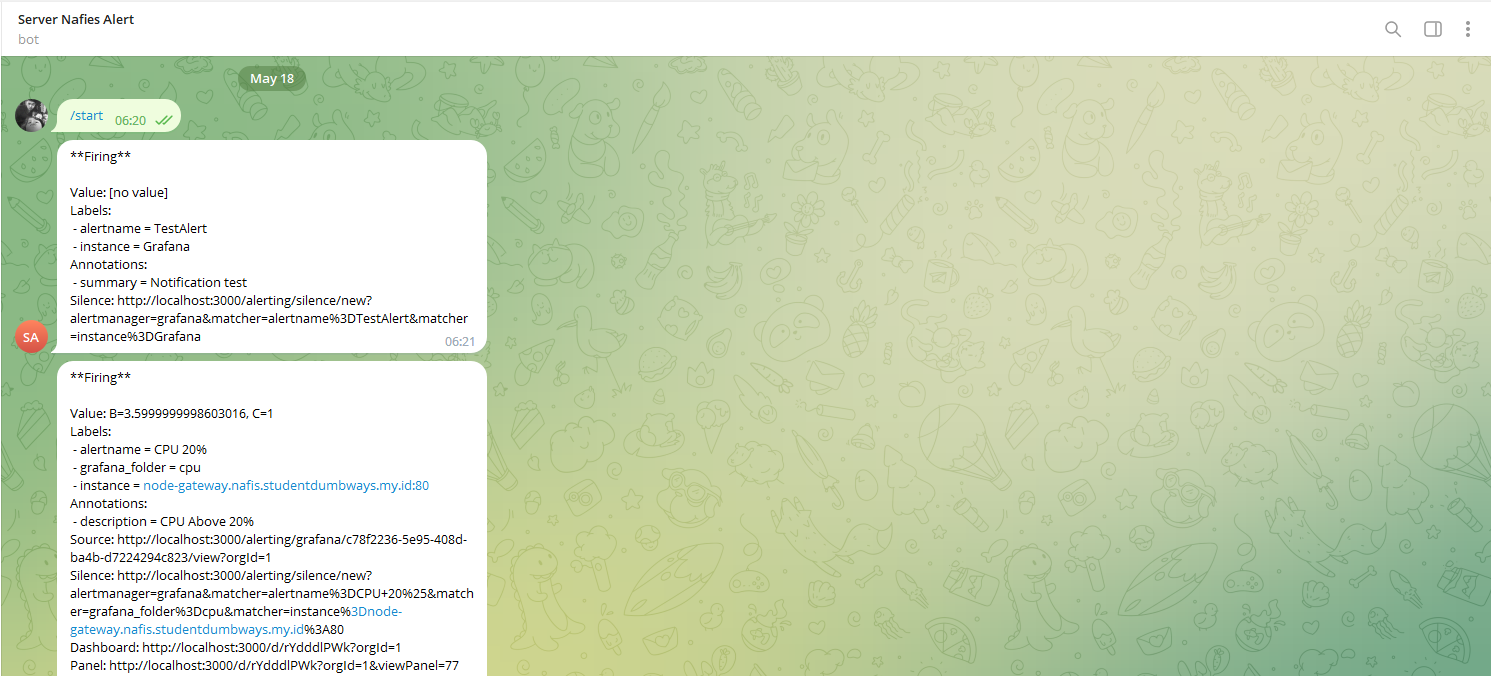 Server Nafies Alert
bot
May 18
/start 06:20
**Firing**
Value: [no value]
Labels:
- alertname = TestAlert
- instance = Grafana
Annotations:
- summary = Notification test
Silence: http://localhost:3000/alerting/silence/new?
alertmanager=grafana&matcher=alertname%3DTestAlert&matcher
=instance%3DGrafana
06:21
SA
**Firing**
Value: B=3.5999999998603016, C=1
Labels:
- alertname = CPU 20%
- grafana_folder = cpu
- instance = node-gateway.nafis.studentdumbways.my.id:80
Annotations:
- description = CPU Above 20%
Source: http://localhost:3000/alerting/grafana/c78f2236-5e95-408d-
ba4b-d7224294c823/view?orgId=1
Silence: http://localhost:3000/alerting/silence/new?
alertmanager=grafana&matcher=alertname%3DCPU+20%25&match
er=grafana_folder%3Dcpu&matcher=instance%3Dnode-
gateway.nafis.studentdumbways.my.id%3A80
Dashboard: http://localhost:3000/d/rYdddlPWk?orgId=1
Panel: http://localhost:3000/d/rYdddlPWk?orgId=1&viewPanel=77